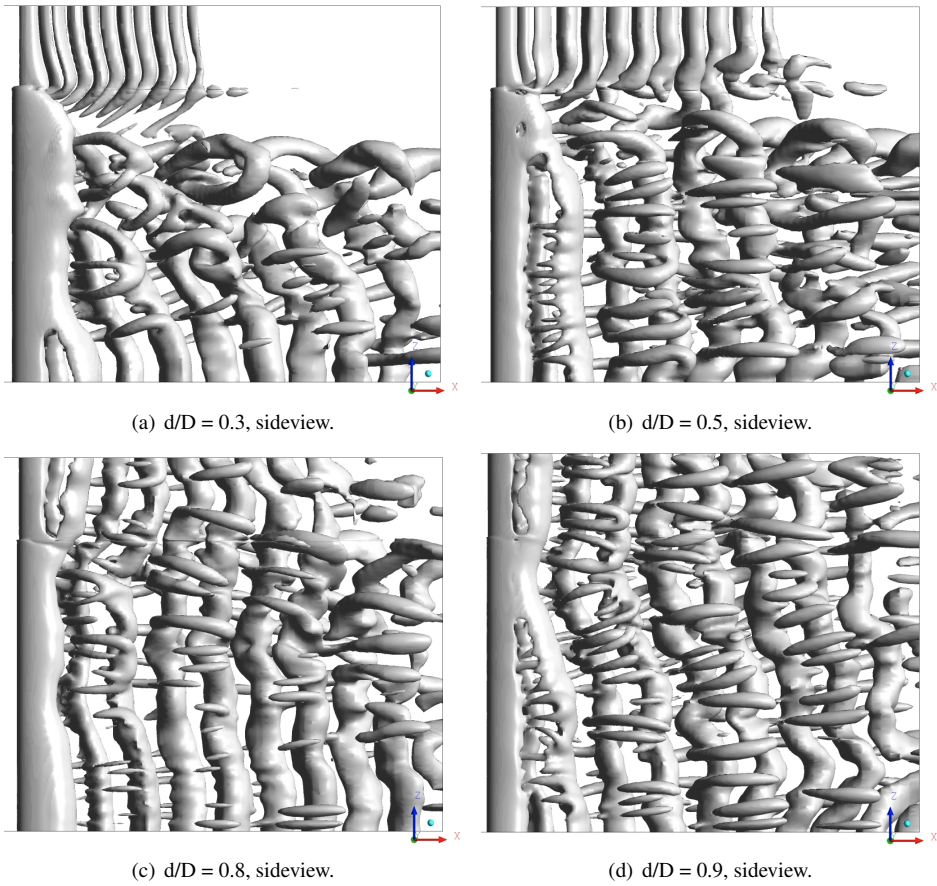 Z
X
Z
X
(a) d/D = 0.3, sideview.
(b) d/D = 0.5, sideview.
Z
X
Z
X
(c) d/D = 0.8, sideview.
(d) d/D = 0.9, sideview.